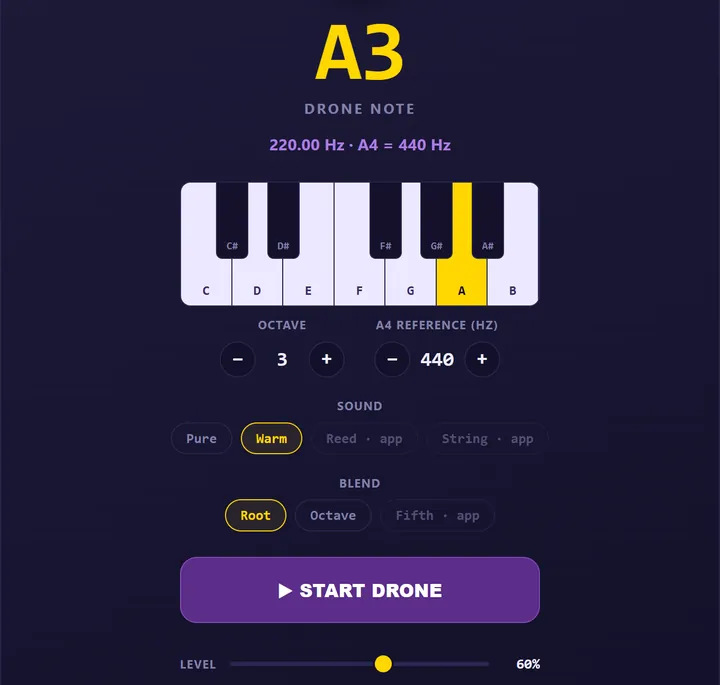 A3
DRONE NOTE
220.00 Hz · A4 = 440 Hz
C# D# F# G# A#
C D E F G A B
OCTAVE A4 REFERENCE (HZ)
− 3 + − 440 +
SOUND
Pure Warm Reed · app String · app
BLEND
Root Octave Fifth · app
▶ START DRONE
LEVEL 60%